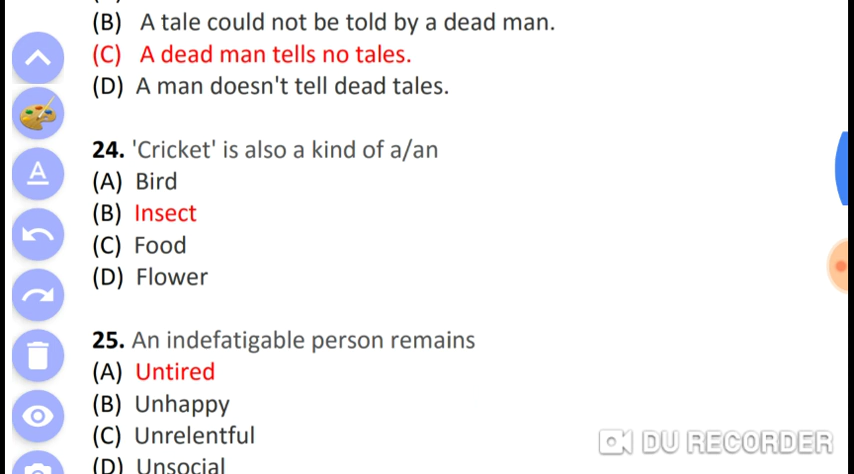 (B) A tale could not be told by a dead man.
(C) A dead man tells no tales.
(D) A man doesn't tell dead tales.
24. 'Cricket' is also a kind of a/an
(A) Bird
(B) Insect
(C) Food
(D) Flower
25. An indefatigable person remains
(A) Untired
(B) Unhappy
(C) Unrelentful
(D) Unsocial
A
DU RECORDER